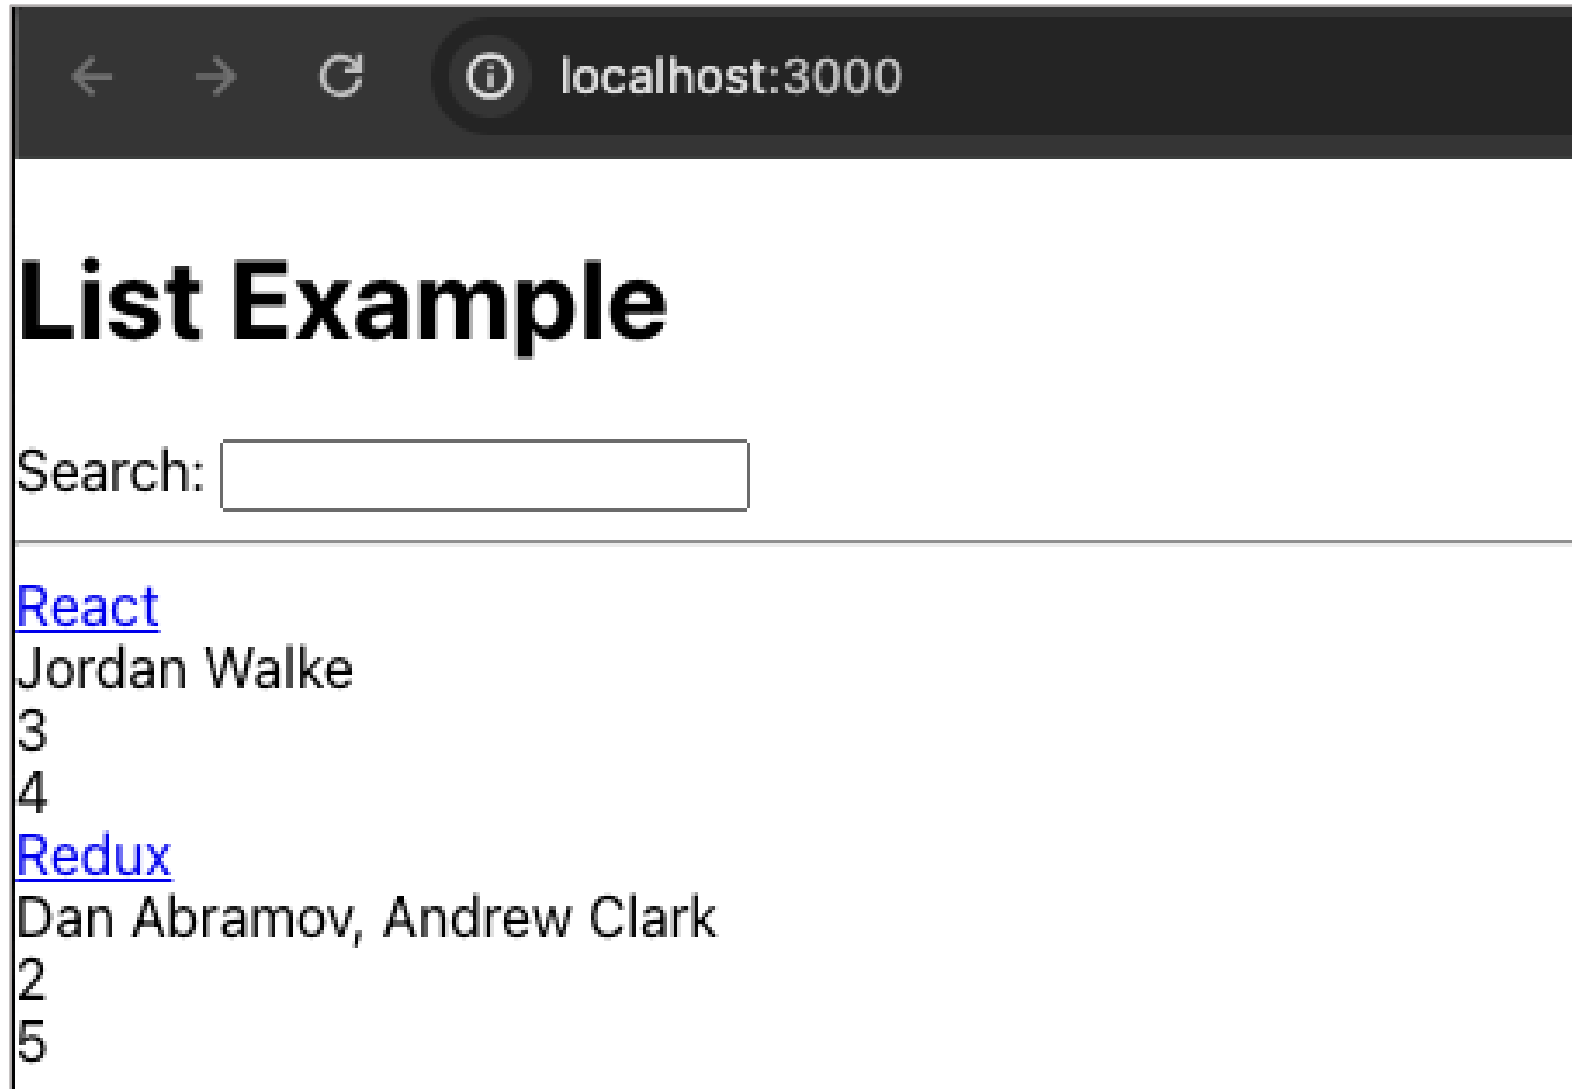 localhost:3000
List Example
Search:
React
Jordan Walke
3
4
Redux
Dan Abramov, Andrew Clark
2
5